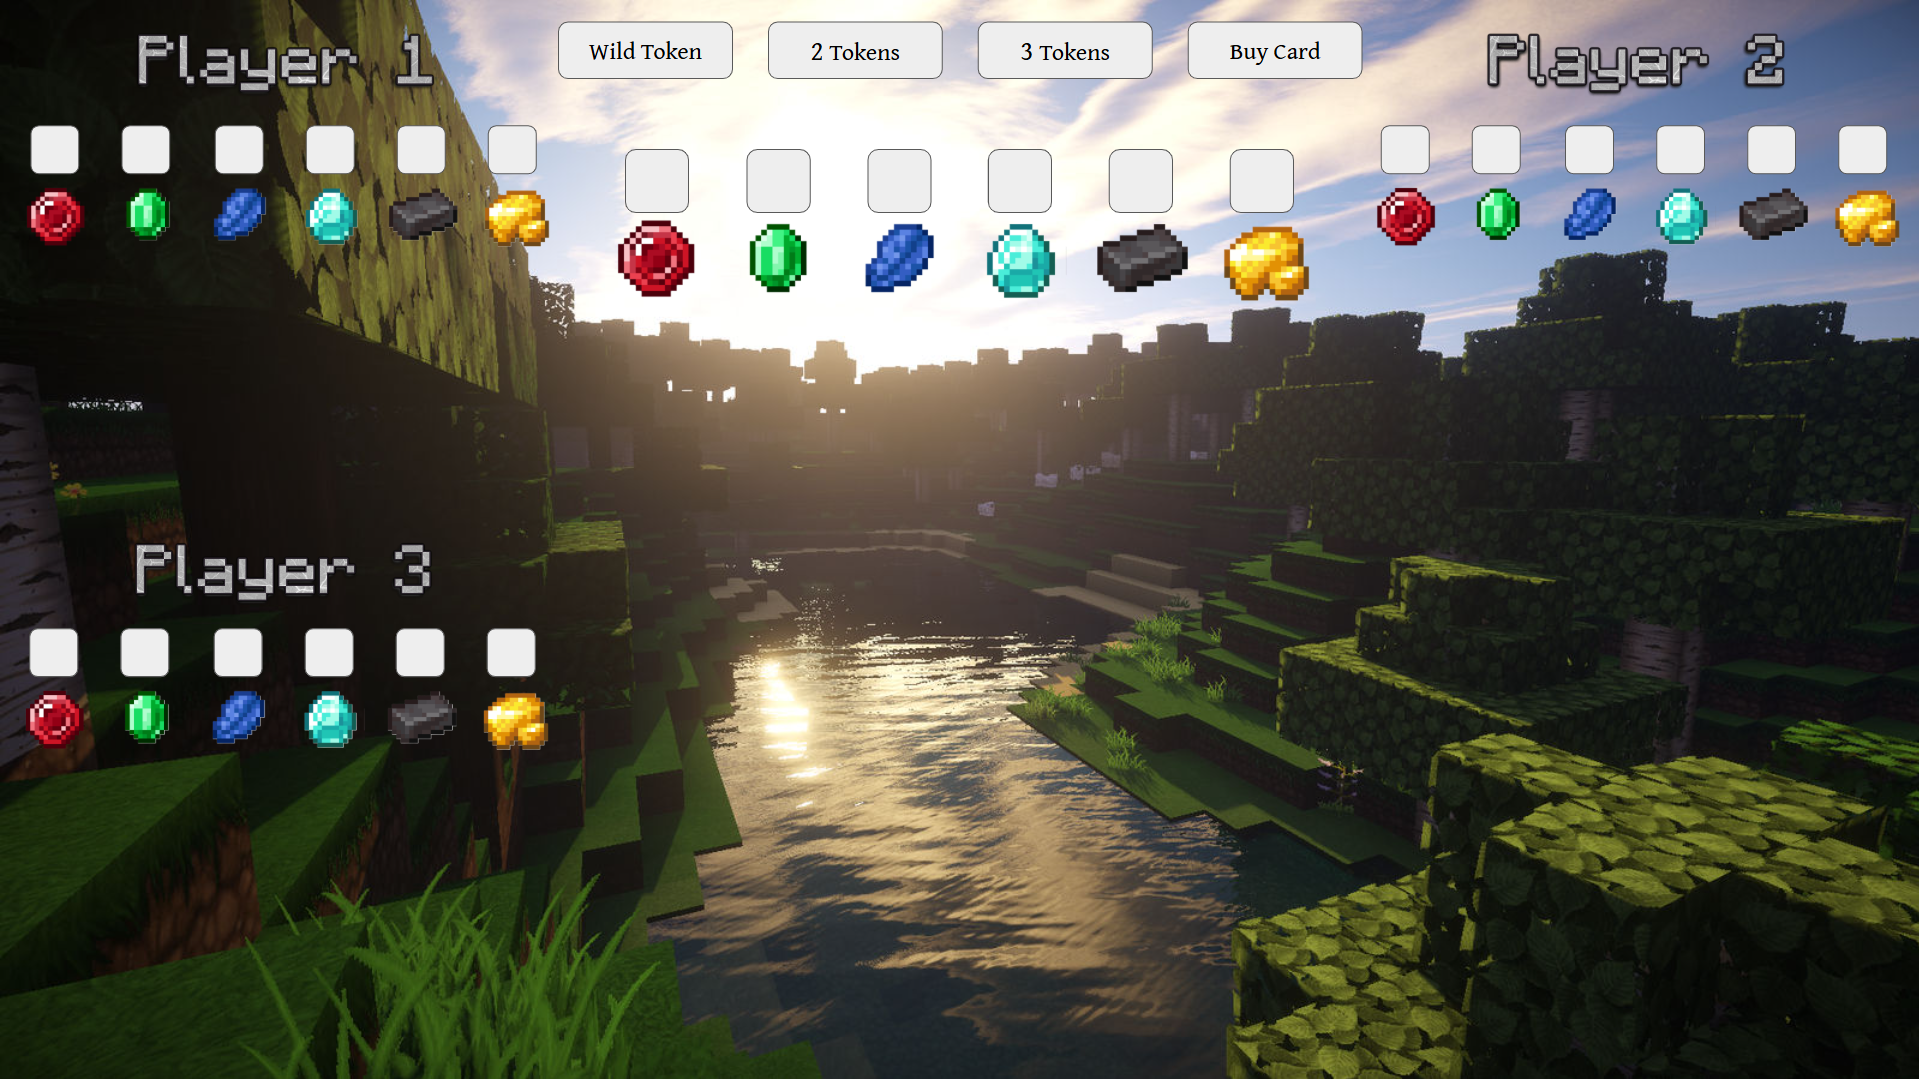 Player 1
Wild Token
2 Tokens
3 Tokens
Buy Card
Player 2
Player 3